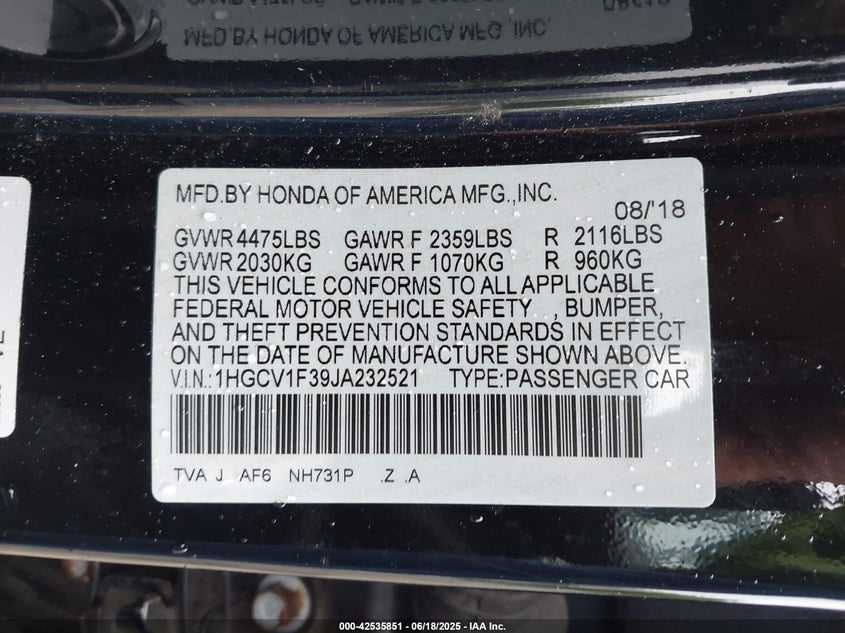 MFD.BY HONDA OF AMERICA MFG.,INC.
MFD.BY HONDA OF AMERICA MFG.,INC.
08/'18
GVWR 4475LBS GAWR F 2359LBS R 2116LBS
GVWR 2030KG GAWR F 1070KG R 960KG
THIS VEHICLE CONFORMS TO ALL APPLICABLE
FEDERAL MOTOR VEHICLE SAFETY , BUMPER,
AND THEFT PREVENTION STANDARDS IN EFFECT
ON THE DATE OF MANUFACTURE SHOWN ABOVE.
V.I.N.:1HGCV1F39JA232521 TYPE:PASSENGER CAR
TVA J AF6 NH731P .Z .A
000-42535851 / 06/18/2025 - IAA Inc.